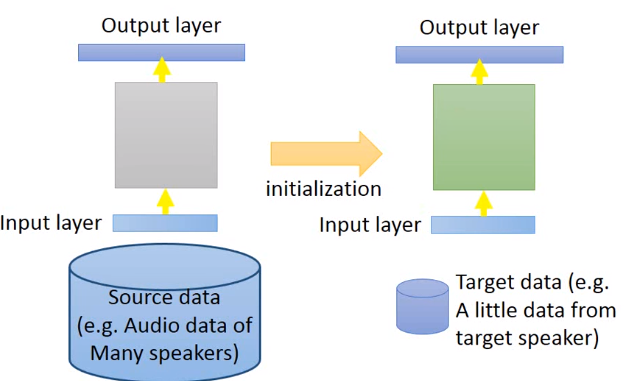 Output layer
Output layer
initialization
Input layer
Input layer
Source data
(e.g. Audio data of
Many speakers)
Target data (e.g.
A little data from
target speaker)